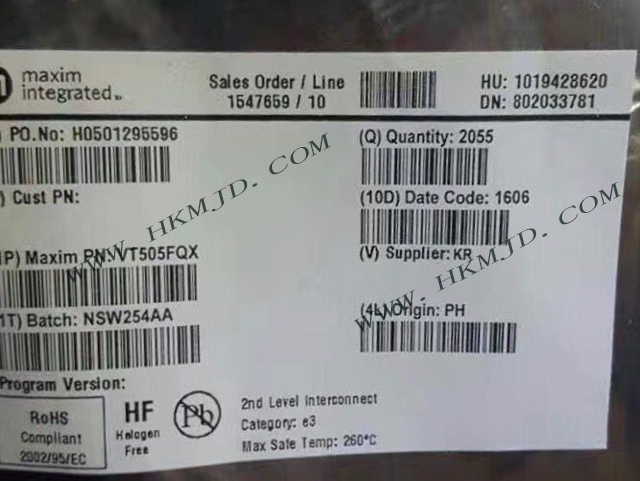 maxim
integrated™
Sales Order / Line
1547659 / 10
HU: 1019428620
DN: 802033781
) PO.No: H0501295596
(Q) Quantity: 2055
) Cust PN:
(10D) Date Code: 1606
1P) Maxim PN: VT505FQX
(V) Supplier: KR
1T) Batch: NSW254AA
(4L) Origin: PH
Program Version:
RoHS
Compliant
2002/95/EC
HF
Halogen
Free
Pb
2nd Level Interconnect
Category: e3
Max Safe Temp: 260°C
WWW.HKMJD.COM
WWW.HKMJD.COM